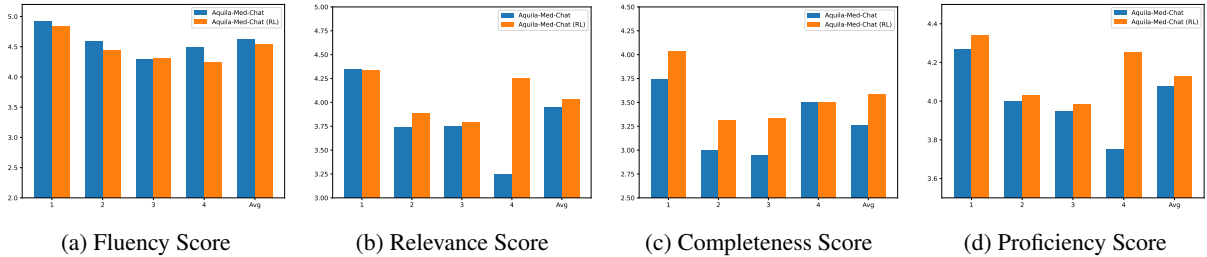 Aquila-Med-Chat
Aquila-Med-Chat (RL)
5.0
4.5
4.0
3.5
3.0
2.5
2.0
1 2 3 4 Avg
(a) Fluency Score
Aquila-Med-Chat
Aquila-Med-Chat (RL)
5.00
4.75
4.50
4.25
4.00
3.75
3.50
3.25
3.00
1 2 3 4 Avg
(b) Relevance Score
Aquila-Med-Chat
Aquila-Med-Chat (RL)
4.50
4.25
4.00
3.75
3.50
3.25
3.00
2.75
2.50
1 2 3 4 Avg
(c) Completeness Score
Aquila-Med-Chat
Aquila-Med-Chat (RL)
4.4
4.2
4.0
3.8
3.6
1 2 3 4 Avg
(d) Proficiency Score